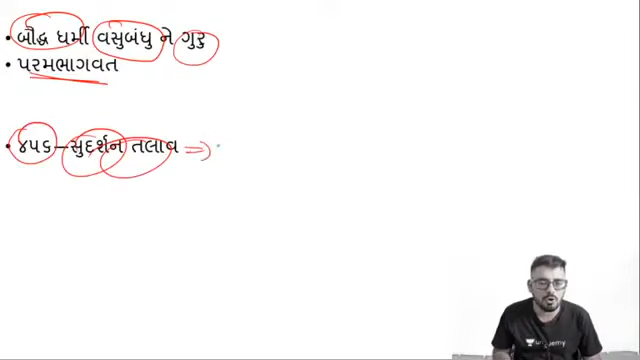 • બૌદ્ધ ધર્મી વસુબંધુ ને ગુરુ
• પરમભાગવત
• ૪૫૬ – સુદર્શન તલાવ ⇒